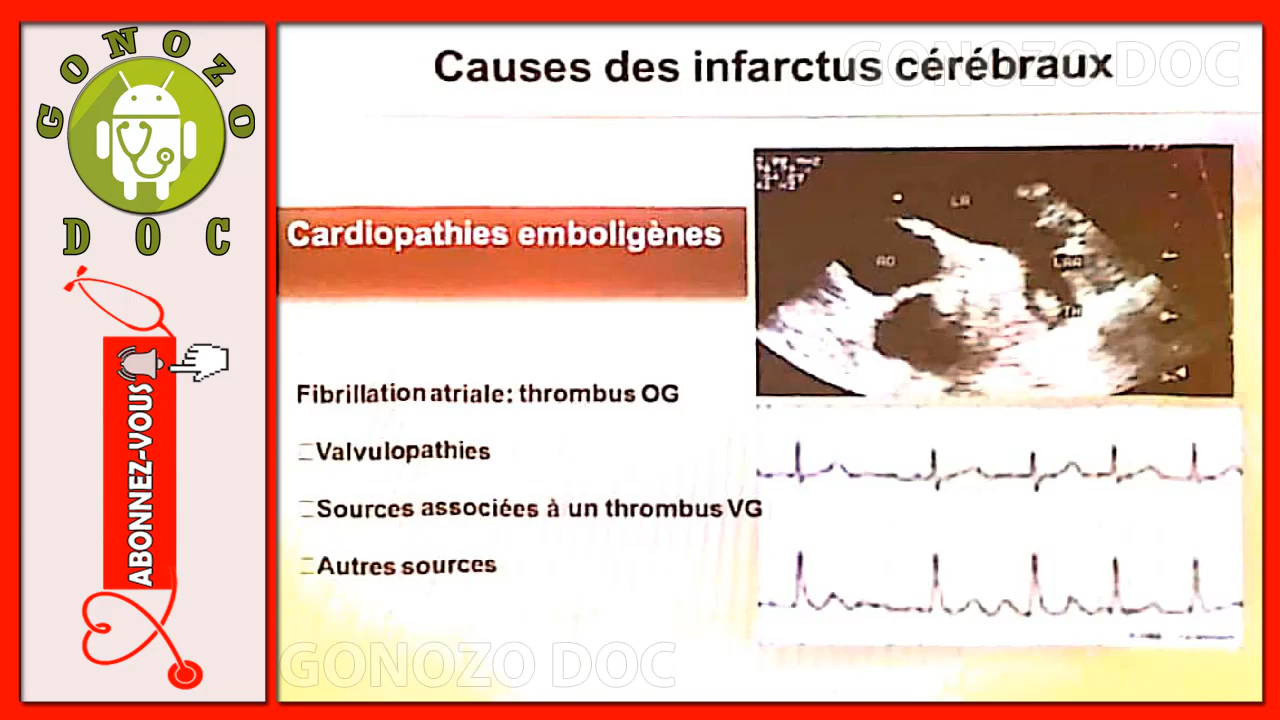 GONOZO
DOC
ABONNEZ-VOUS
Causes des infarctus cérébraux
GONOZO DOC
Cardiopathies emboligènes
LA
AO
LAA
TH
Fibrillation atriale: thrombus OG
Valvulopathies
Sources associées à un thrombus VG
Autres sources
GONOZO DOC